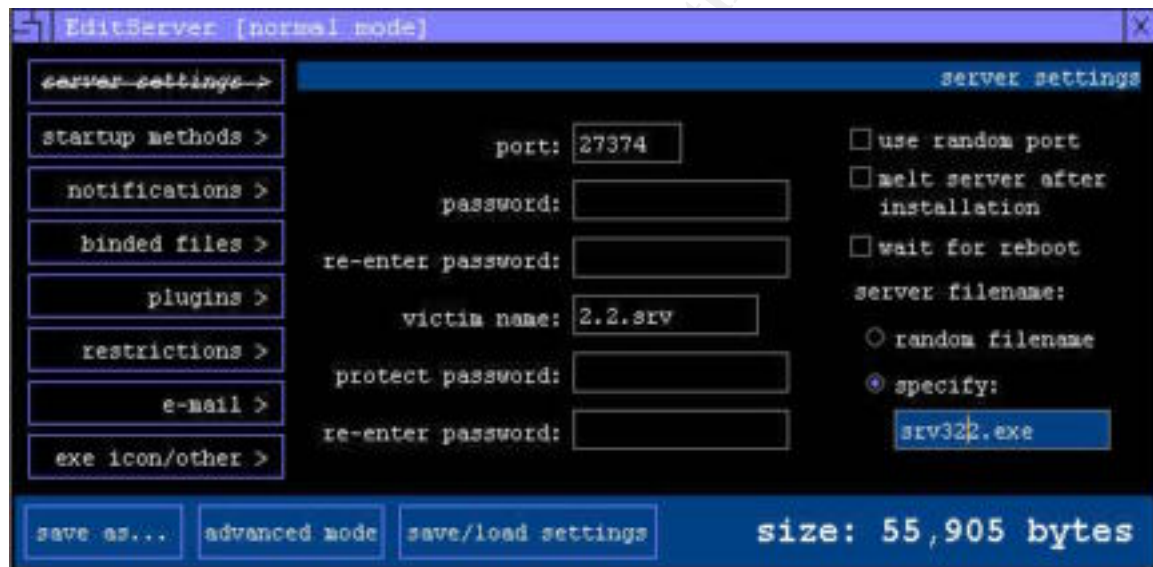 EditServer [normal mode]
server settings >
server settings
startup methods >
notifications >
binded files >
plugins >
restrictions >
e-mail >
exe icon/other >
port: 27374
password:
re-enter password:
victim name: 2.2.srv
protect password:
re-enter password:
use random port
melt server after
installation
wait for reboot
server filename:
random filename
specify:
srv322.exe
save as...
advanced mode
save/load settings
size: 55,905 bytes